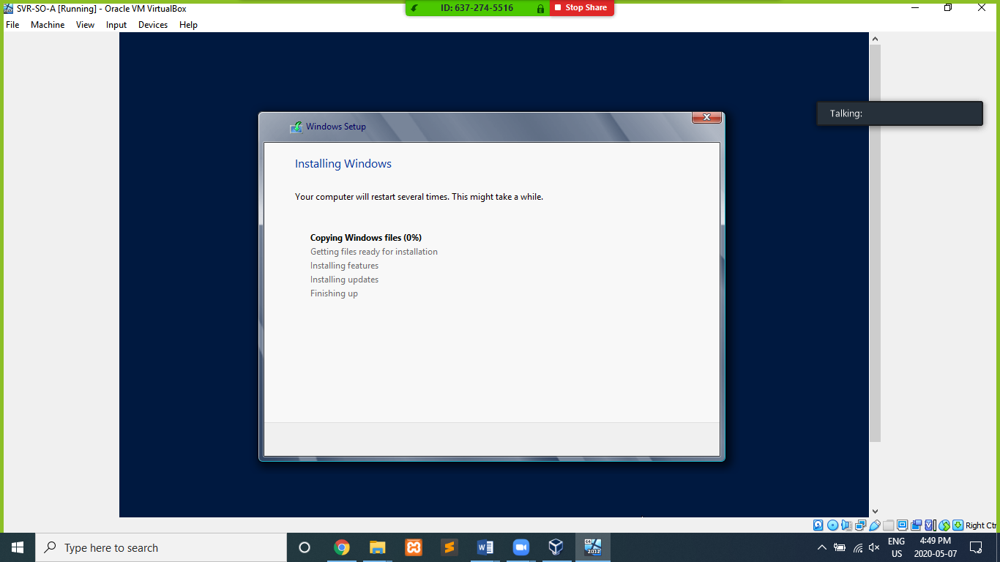 SVR-SO-A [Running] - Oracle VM VirtualBox
ID: 637-274-5516
Stop Share
File Machine View Input Devices Help
Talking:
Windows Setup
Installing Windows
Your computer will restart several times. This might take a while.
Copying Windows files (0%)
Getting files ready for installation
Installing features
Installing updates
Finishing up
Right Ctr
Type here to search
64
2012
ENG
US
4:49 PM
2020-05-07